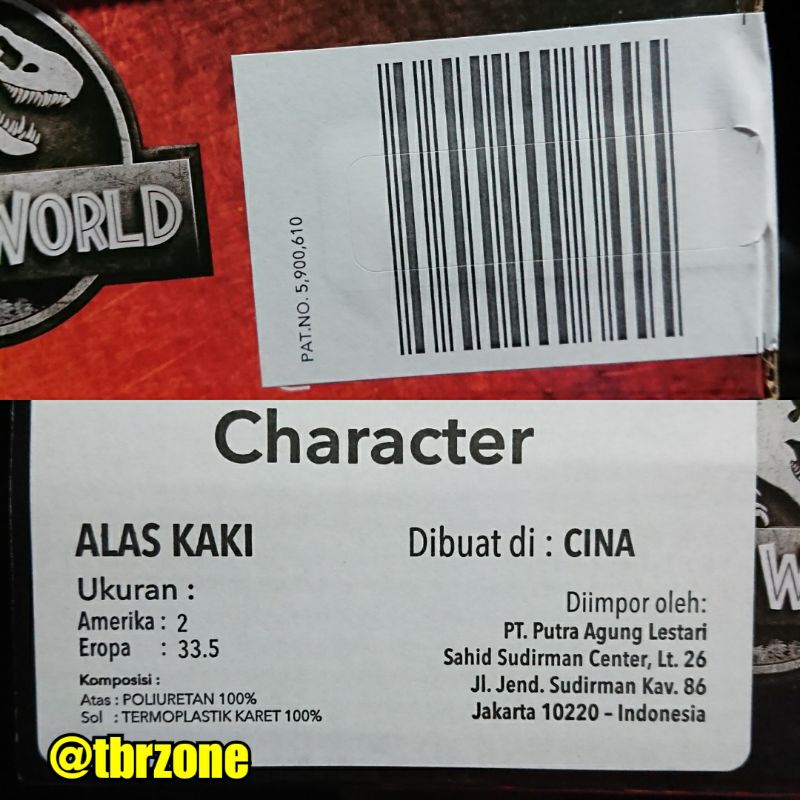 WORLD
PAT.NO. 5,900,610
Character
ALAS KAKI
Ukuran :
Amerika : 2
Eropa : 33.5
Komposisi :
Atas : POLIURETAN 100%
Sol : TERMOPLASTIK KARET 100%
Dibuat di : CINA
Diimpor oleh:
PT. Putra Agung Lestari
Sahid Sudirman Center, Lt. 26
Jl. Jend. Sudirman Kav. 86
Jakarta 10220 – Indonesia
W
@tbrzone